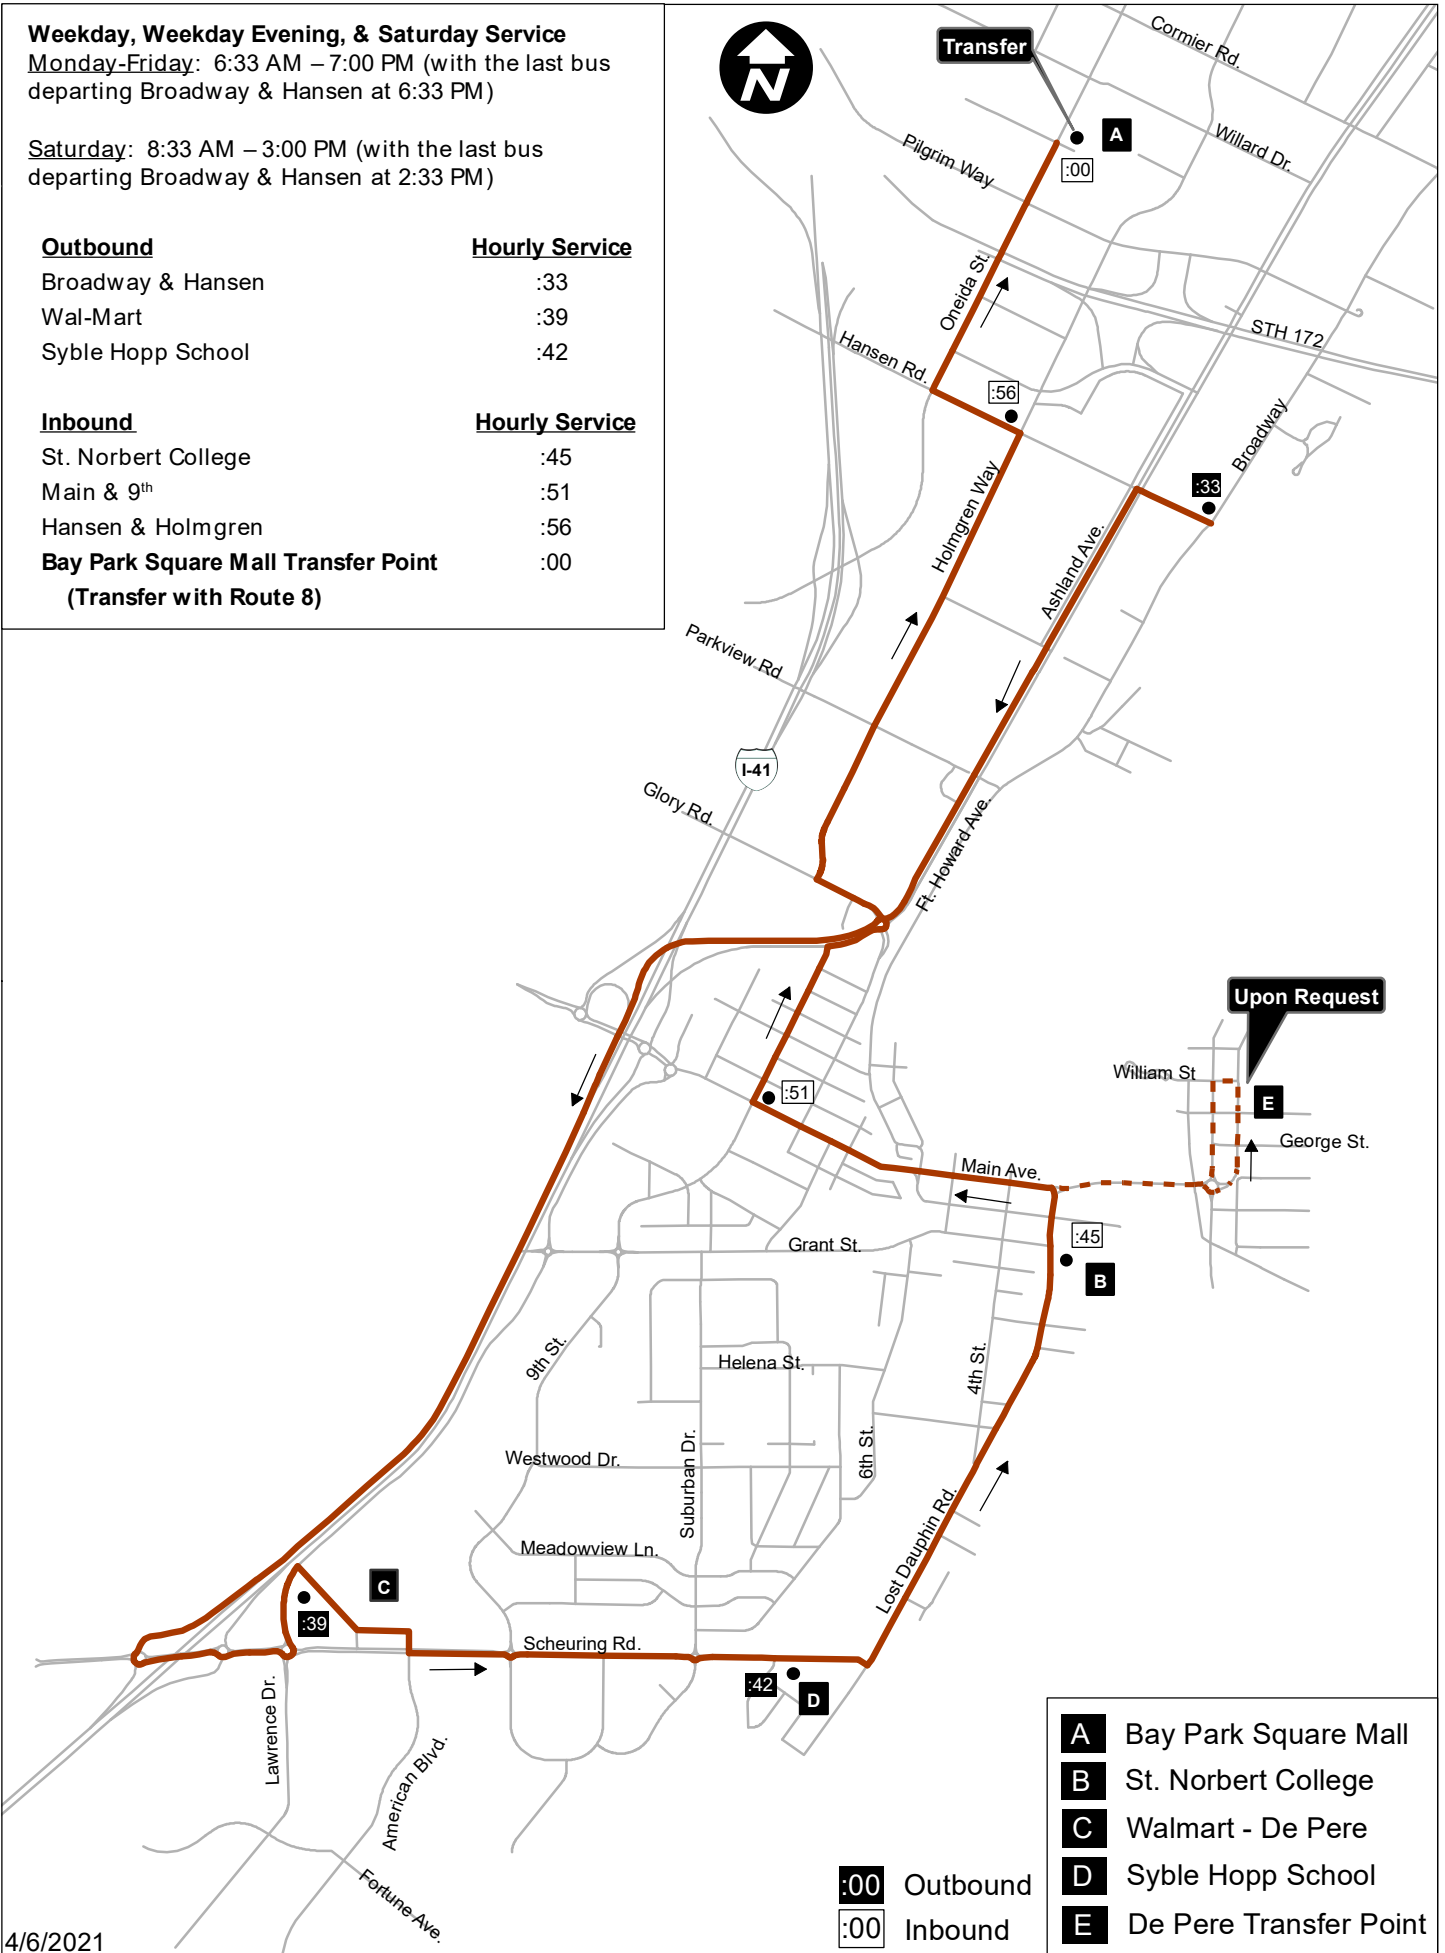 Weekday, Weekday Evening, & Saturday Service
Monday-Friday: 6:33 AM – 7:00 PM (with the last bus
departing Broadway & Hansen at 6:33 PM)
Saturday: 8:33 AM – 3:00 PM (with the last bus
departing Broadway & Hansen at 2:33 PM)
Outbound Hourly Service
Broadway & Hansen :33
Wal-Mart :39
Syble Hopp School :42
Inbound Hourly Service
St. Norbert College :45
Main & 9th :51
Hansen & Holmgren :56
Bay Park Square Mall Transfer Point :00
(Transfer with Route 8)
N
Transfer
A
:00
Cormier Rd.
Willard Dr.
Pilgrim Way
Oneida St.
STH 172
Hansen Rd.
:56
Broadway
:33
Holmgren Way
Ashland Ave.
Parkview Rd
I-41
Glory Rd.
Ft. Howard Ave.
Upon Request
William St
E
George St.
:51
Main Ave.
:45
B
Grant St.
9th St.
Helena St.
4th St.
Westwood Dr.
Suburban Dr.
6th St.
Lost Dauphin Rd.
Meadowview Ln.
C
:39
Scheuring Rd.
:42
D
Lawrence Dr.
American Blvd.
Fortune Ave.
A Bay Park Square Mall
B St. Norbert College
C Walmart - De Pere
D Syble Hopp School
E De Pere Transfer Point
:00 Outbound
:00 Inbound
4/6/2021